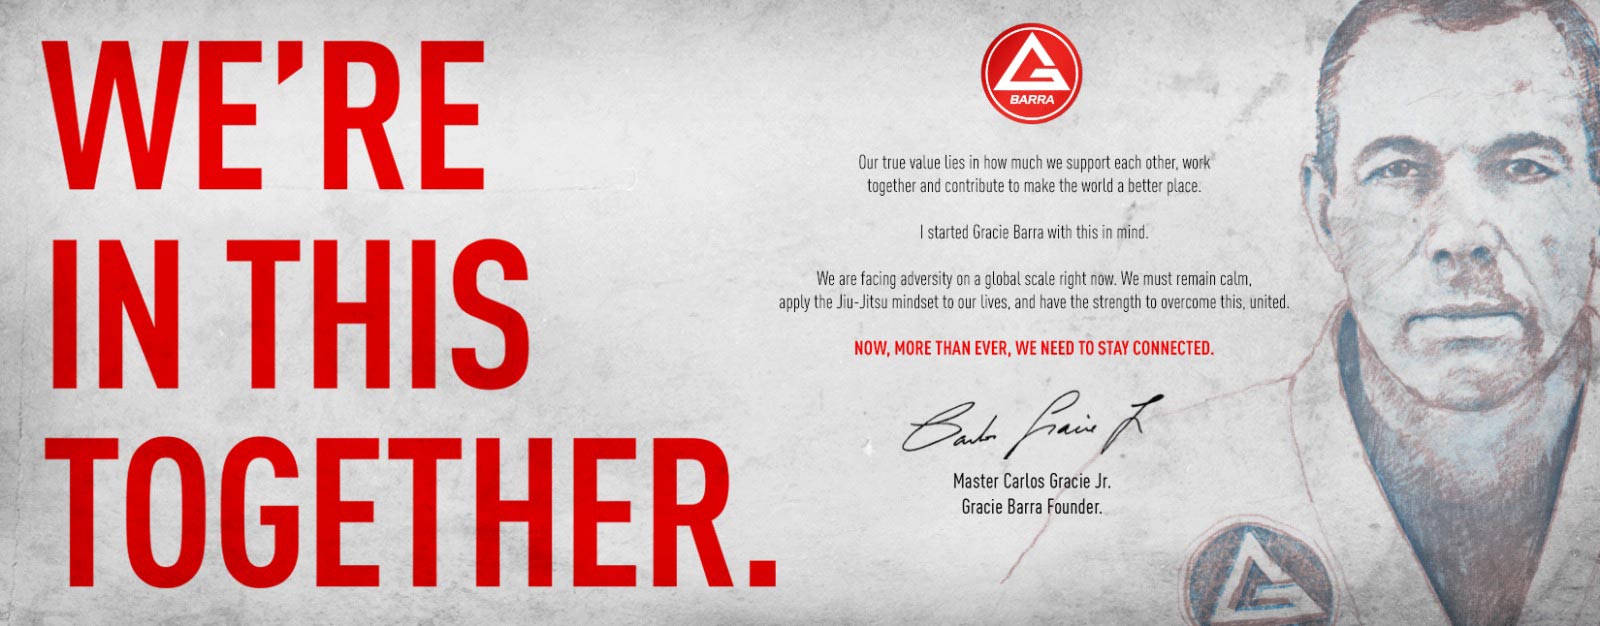 WE'RE
IN THIS
TOGETHER.
BARRA
Our true value lies in how much we support each other, work
together and contribute to make the world a better place.
I started Gracie Barra with this in mind.
We are facing adversity on a global scale right now. We must remain calm,
apply the Jiu-Jitsu mindset to our lives, and have the strength to overcome this, united.
NOW, MORE THAN EVER, WE NEED TO STAY CONNECTED.
Carlos Gracie Jr
Master Carlos Gracie Jr.
Gracie Barra Founder.